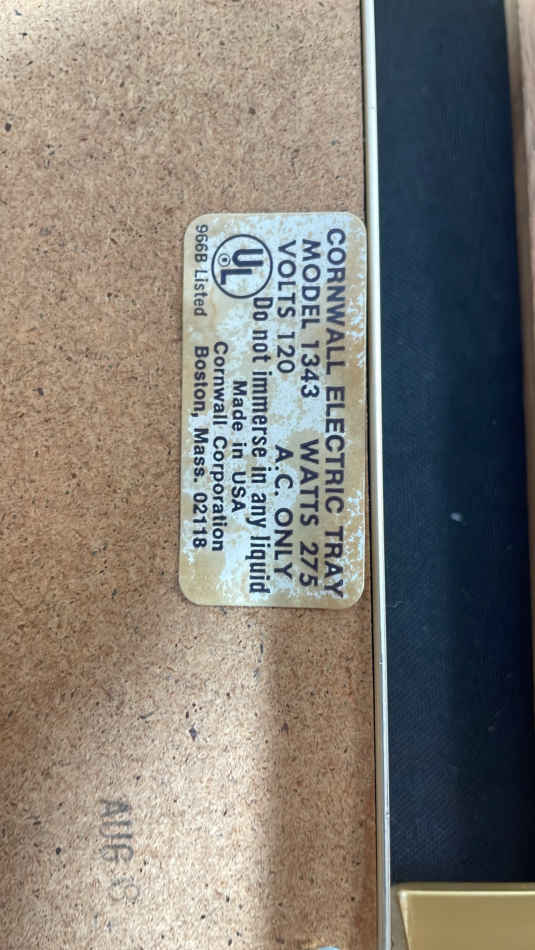 CORNWALL ELECTRIC TRAY
MODEL 1343 WATTS 275
VOLTS 120 A.C. ONLY
UL Do not immerse in any liquid
Made in USA
Cornwall Corporation
966B Listed Boston, Mass. 02118
AUG